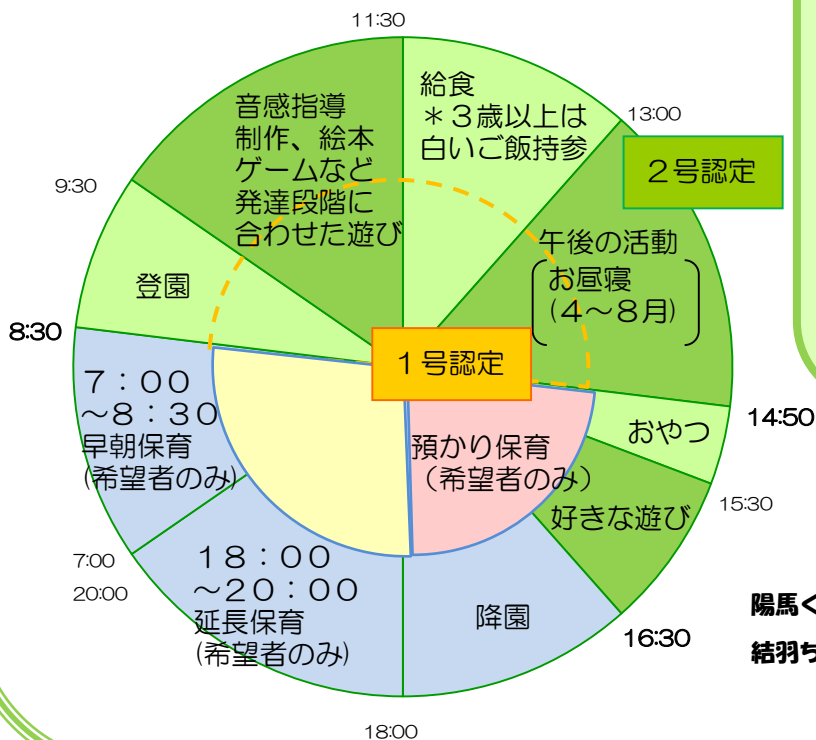 11:30
音感指導
制作、絵本
ゲームなど
発達段階に
合わせた遊び
給食
＊３歳以上は
白いご飯持参
13:00
２号認定
9:30
午後の活動
お昼寝
(４～８月)
登園
8:30
１号認定
７：００
～８：３０
早朝保育
(希望者のみ)
預かり保育
（希望者のみ）
おやつ
14:50
好きな遊び
15:30
7:00
20:00
１８：００
～２０：００
延長保育
(希望者のみ)
降園
16:30
18:00
陽馬く
結羽ち